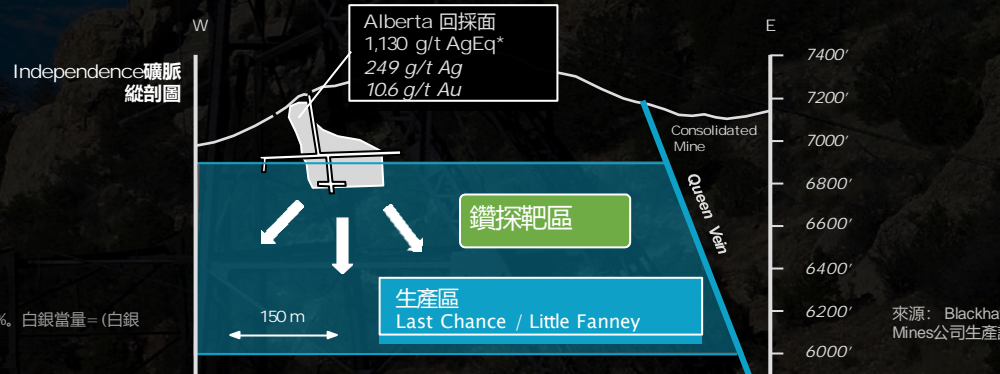 W
E
Alberta 回採面
1,130 g/t AgEq*
249 g/t Ag
10.6 g/t Au
Independence礦脈
縱剖圖
7400′
7200′
7000′
6800′
6600′
6400′
6200′
6000′
Consolidated
Mine
Queen Vein
鑽探靶區
生產區
Last Chance / Little Fanney
150 m
%。白銀當量= (白銀
來源: Blackha
Mines公司生產